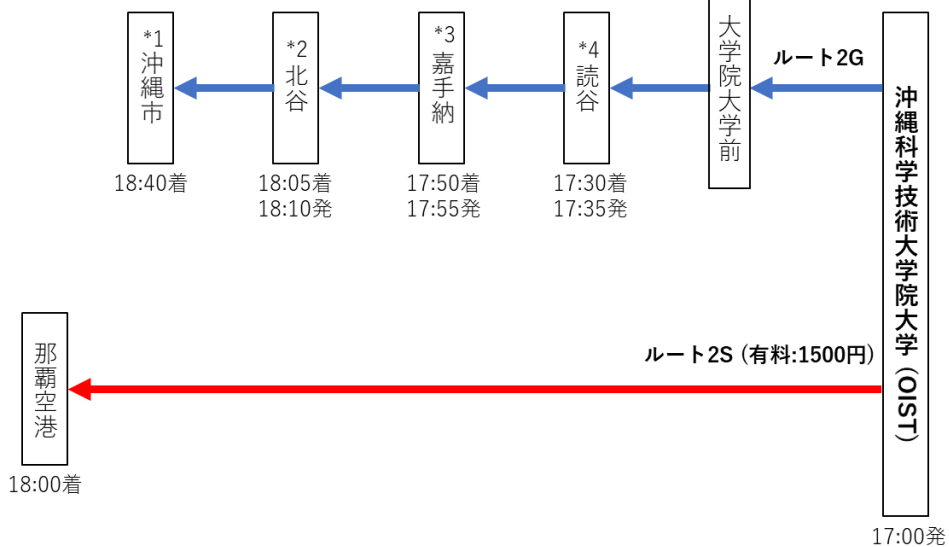 *1
沖縄市
18:40着
*2
北谷
18:05着
18:10発
*3
嘉手納
17:50着
17:55発
*4
読谷
17:30着
17:35発
大学院大学前
ルート2G
沖縄科学技術大学院大学（OIST）
17:00発
ルート2S (有料:1500円)
那覇空港
18:00着